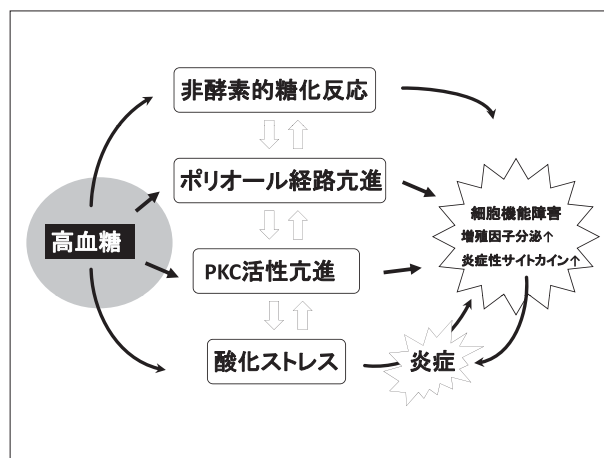 非酵素的糖化反応
ポリオール経路亢進
高血糖
PKC活性亢進
酸化ストレス
炎症
細胞機能障害
増殖因子分泌↑
炎症性サイトカイン↑